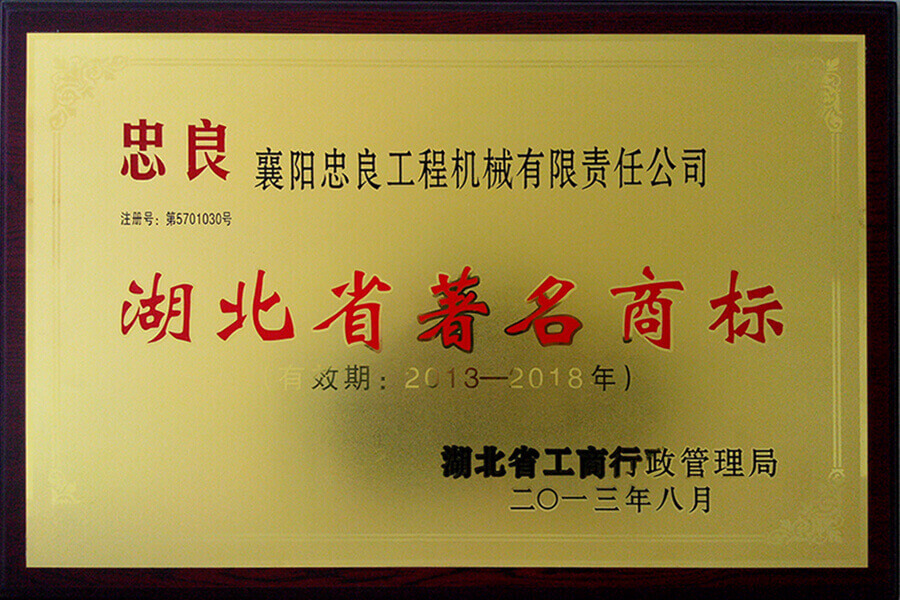 忠良 襄阳忠良工程机械有限责任公司
注册号：第5701030号
湖北省著名商标
（有效期：2013—2018年）
湖北省工商行政管理局
二〇一三年八月